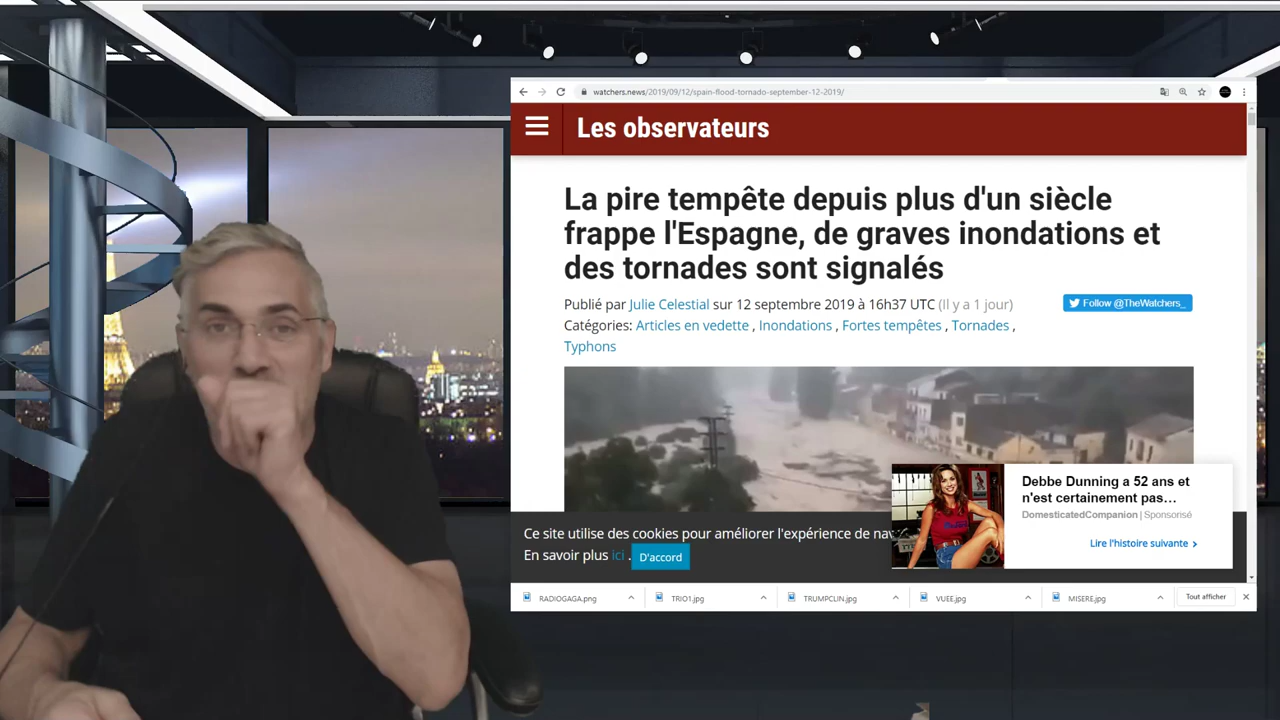 watchers.news/2019/09/12/spain-flood-tornado-september-12-2019/
Les observateurs
La pire tempête depuis plus d'un siècle
frappe l'Espagne, de graves inondations et
des tornades sont signalés
Publié par Julie Celestial sur 12 septembre 2019 à 16h37 UTC (Il y a 1 jour)
Follow @TheWatchers_
Catégories: Articles en vedette , Inondations , Fortes tempêtes , Tornades ,
Typhons
Debbe Dunning a 52 ans et
n'est certainement pas...
DomesticatedCompanion | Sponsorisé
Lire l'histoire suivante >
Ce site utilise des cookies pour améliorer l'expérience de nav
En savoir plus ici .
D'accord
RADIOGAGA.png
TRIO1.jpg
TRUMPCLIN.jpg
VUEE.jpg
MISERE.jpg
Tout afficher